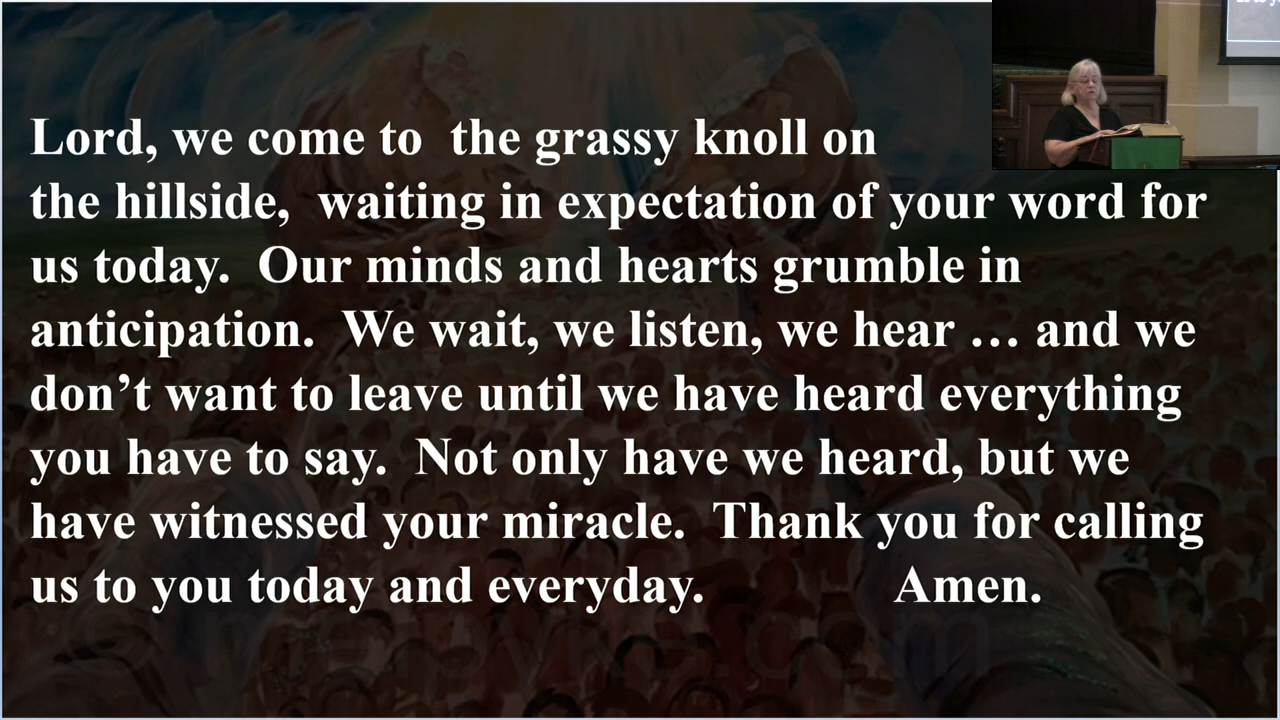 Lord, we come to  the grassy knoll on
the hillside,  waiting in expectation of your word for
us today.  Our minds and hearts grumble in
anticipation.  We wait, we listen, we hear … and we
don’t want to leave until we have heard everything
you have to say.  Not only have we heard, but we
have witnessed your miracle.  Thank you for calling
us to you today and everyday.  Amen.